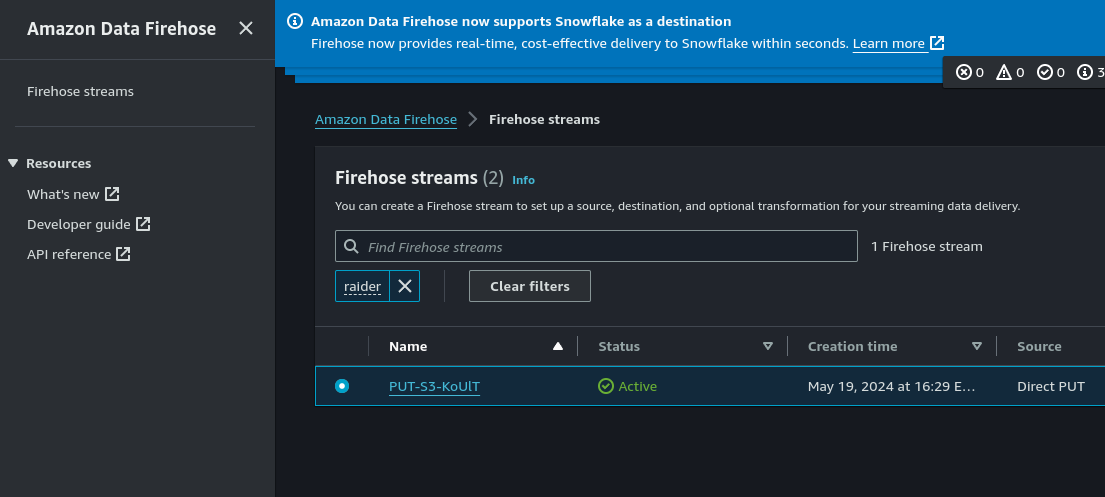 Amazon Data Firehose
Firehose streams
Resources
What's new
Developer guide
API reference
Amazon Data Firehose now supports Snowflake as a destination
Firehose now provides real-time, cost-effective delivery to Snowflake within seconds. Learn more
0 0 0 3
Amazon Data Firehose Firehose streams
Firehose streams (2) Info
You can create a Firehose stream to set up a source, destination, and optional transformation for your streaming data delivery.
Find Firehose streams 1 Firehose stream
raider Clear filters
Name Status Creation time Source
PUT-S3-KoUlT Active May 19, 2024 at 16:29 E… Direct PUT